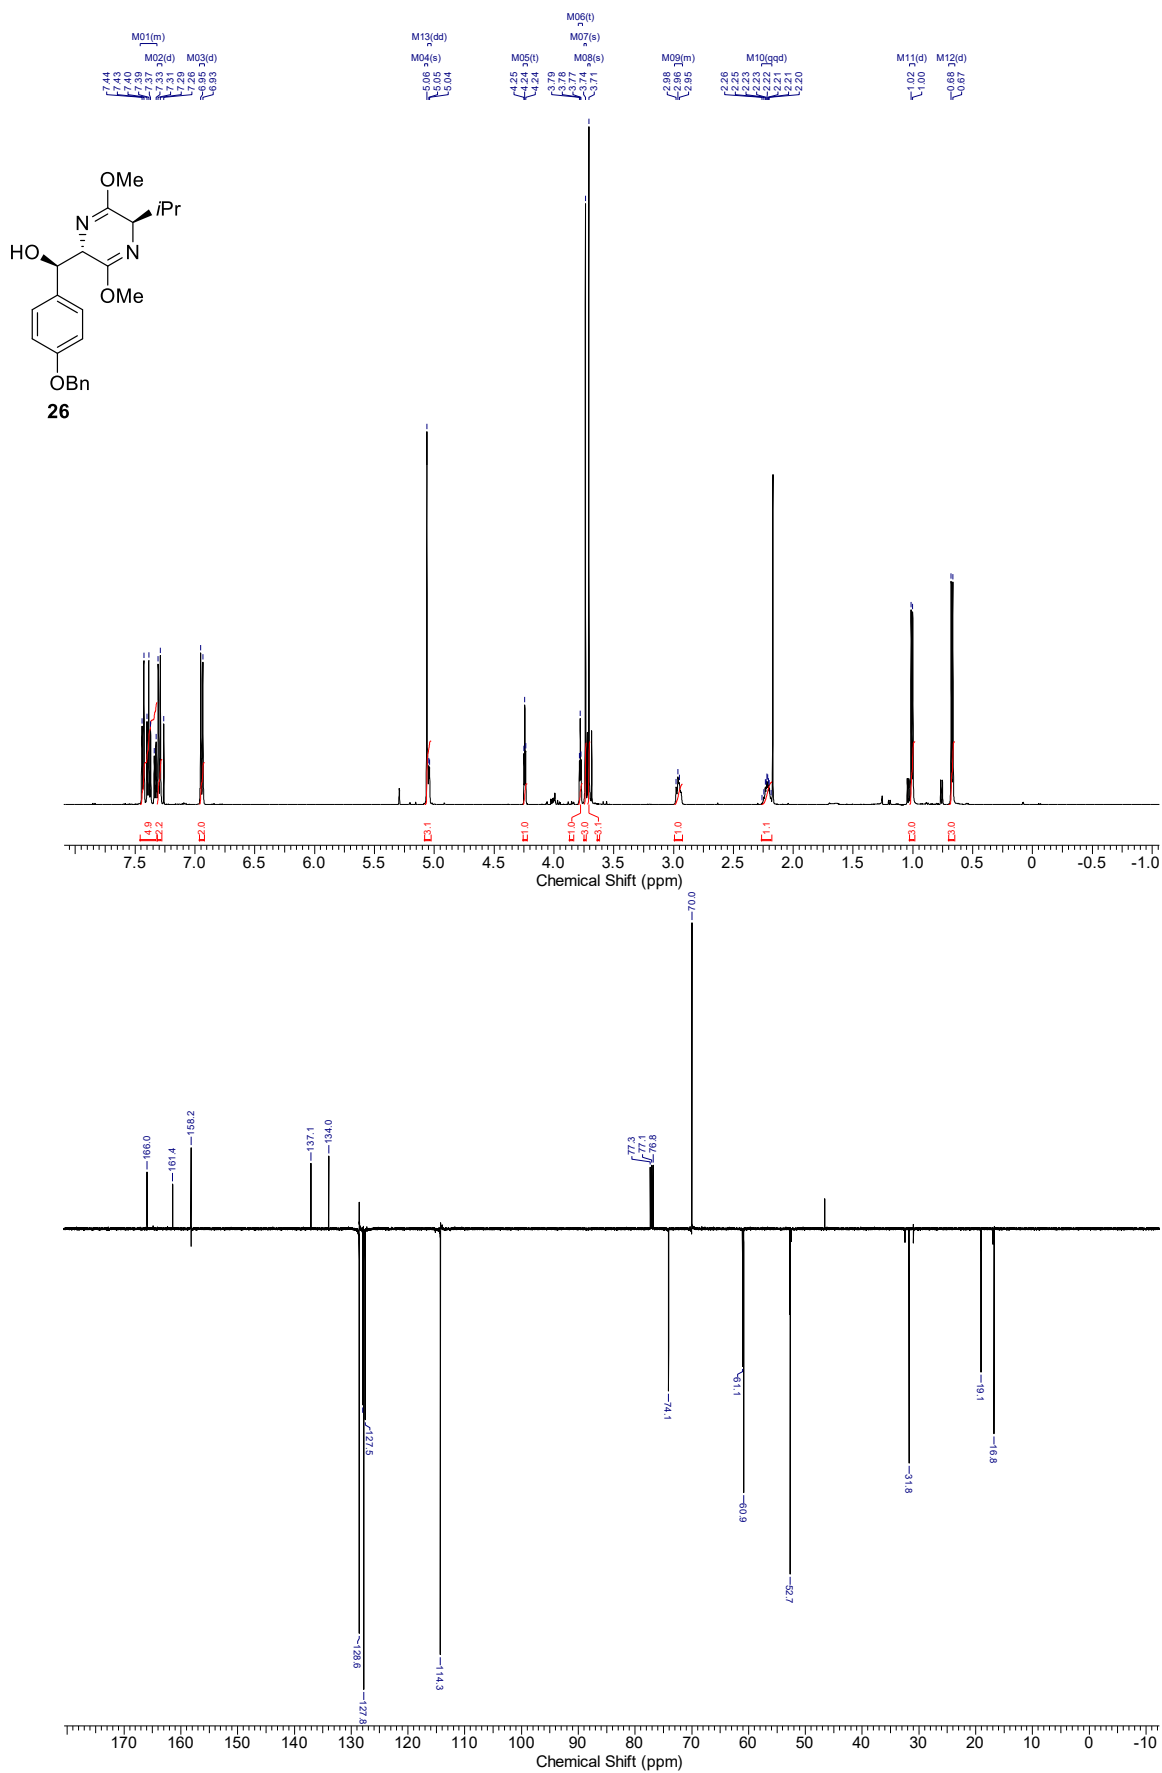 M06(t)
M01(m) M13(dd) M07(s)
M02(d) M03(d) M04(s) M05(t) M08(s) M09(m) M10(qqd) M11(d) M12(d)
7.44 7.43 7.40 7.39 7.37 7.33 7.31 7.29 7.26 6.95 6.93 5.06 5.05 5.04 4.25 4.24 4.24 3.79 3.78 3.77 3.74 3.71 2.98 2.96 2.95 2.26 2.25 2.23 2.23 2.22 2.21 2.21 2.20 1.02 1.00 0.68 0.67
OMe
iPr
N
HO
N
OMe
OBn
26
4.9 2.2 2.0 3.1 1.0 1.0 3.0 3.1 1.0 1.1 3.0 3.0
7.5 7.0 6.5 6.0 5.5 5.0 4.5 4.0 3.5 3.0 2.5 2.0 1.5 1.0 0.5 0 -0.5 -1.0
Chemical Shift (ppm)
166.0 161.4 158.2 137.1 134.0 77.3 77.1 76.8 70.0
128.6 127.8 127.5 114.3 74.1 61.1 60.9 52.7 31.8 19.1 16.8
170 160 150 140 130 120 110 100 90 80 70 60 50 40 30 20 10 0 -10
Chemical Shift (ppm)